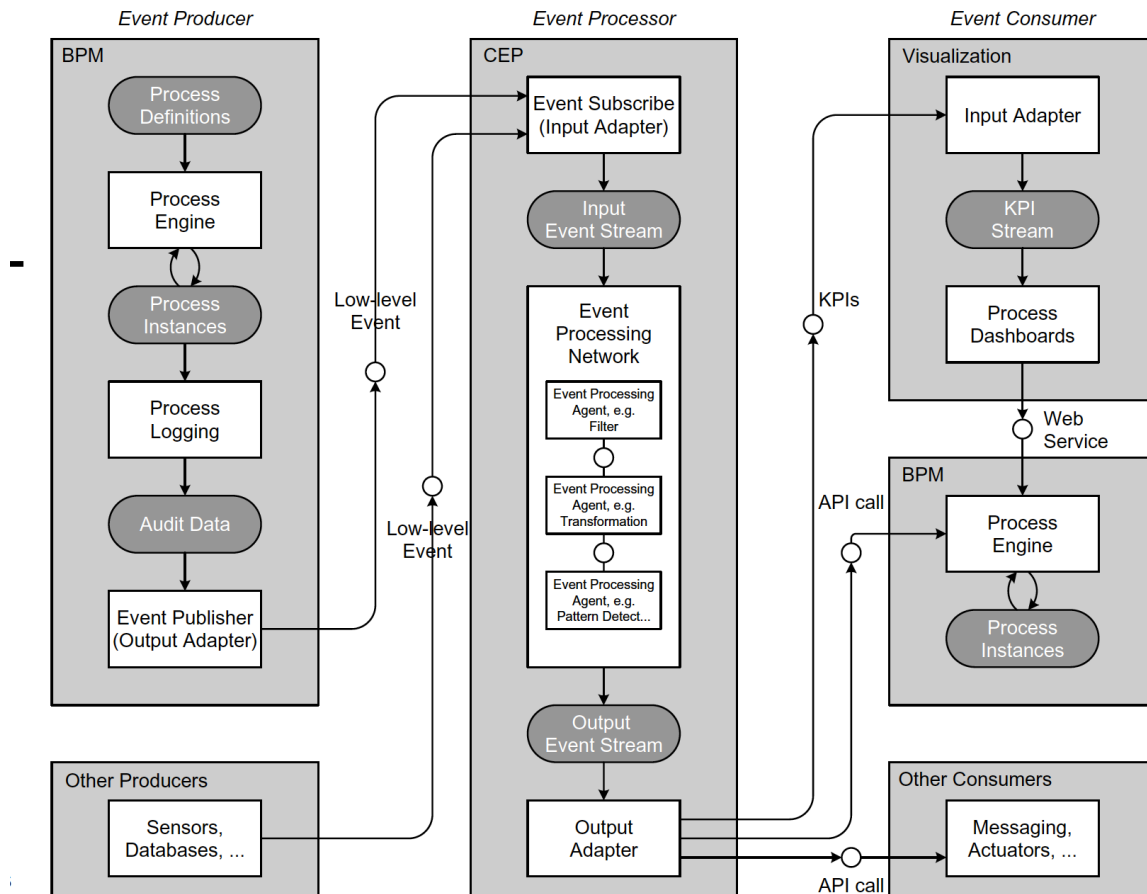 Event Producer
Event Processor
Event Consumer
BPM
Process
Definitions
Process
Engine
Process
Instances
Process
Logging
Audit Data
Event Publisher
(Output Adapter)
Other Producers
Sensors,
Databases, ...
Low-level
Event
Low-level
Event
CEP
Event Subscribe
(Input Adapter)
Input
Event Stream
Event
Processing
Network
Event Processing
Agent, e.g.
Filter
Event Processing
Agent, e.g.
Transformation
Event Processing
Agent, e.g.
Pattern Detect...
Output
Event Stream
Output
Adapter
KPIs
API call
API call
Visualization
Input Adapter
KPI
Stream
Process
Dashboards
Web
Service
BPM
Process
Engine
Process
Instances
Other Consumers
Messaging,
Actuators, ...